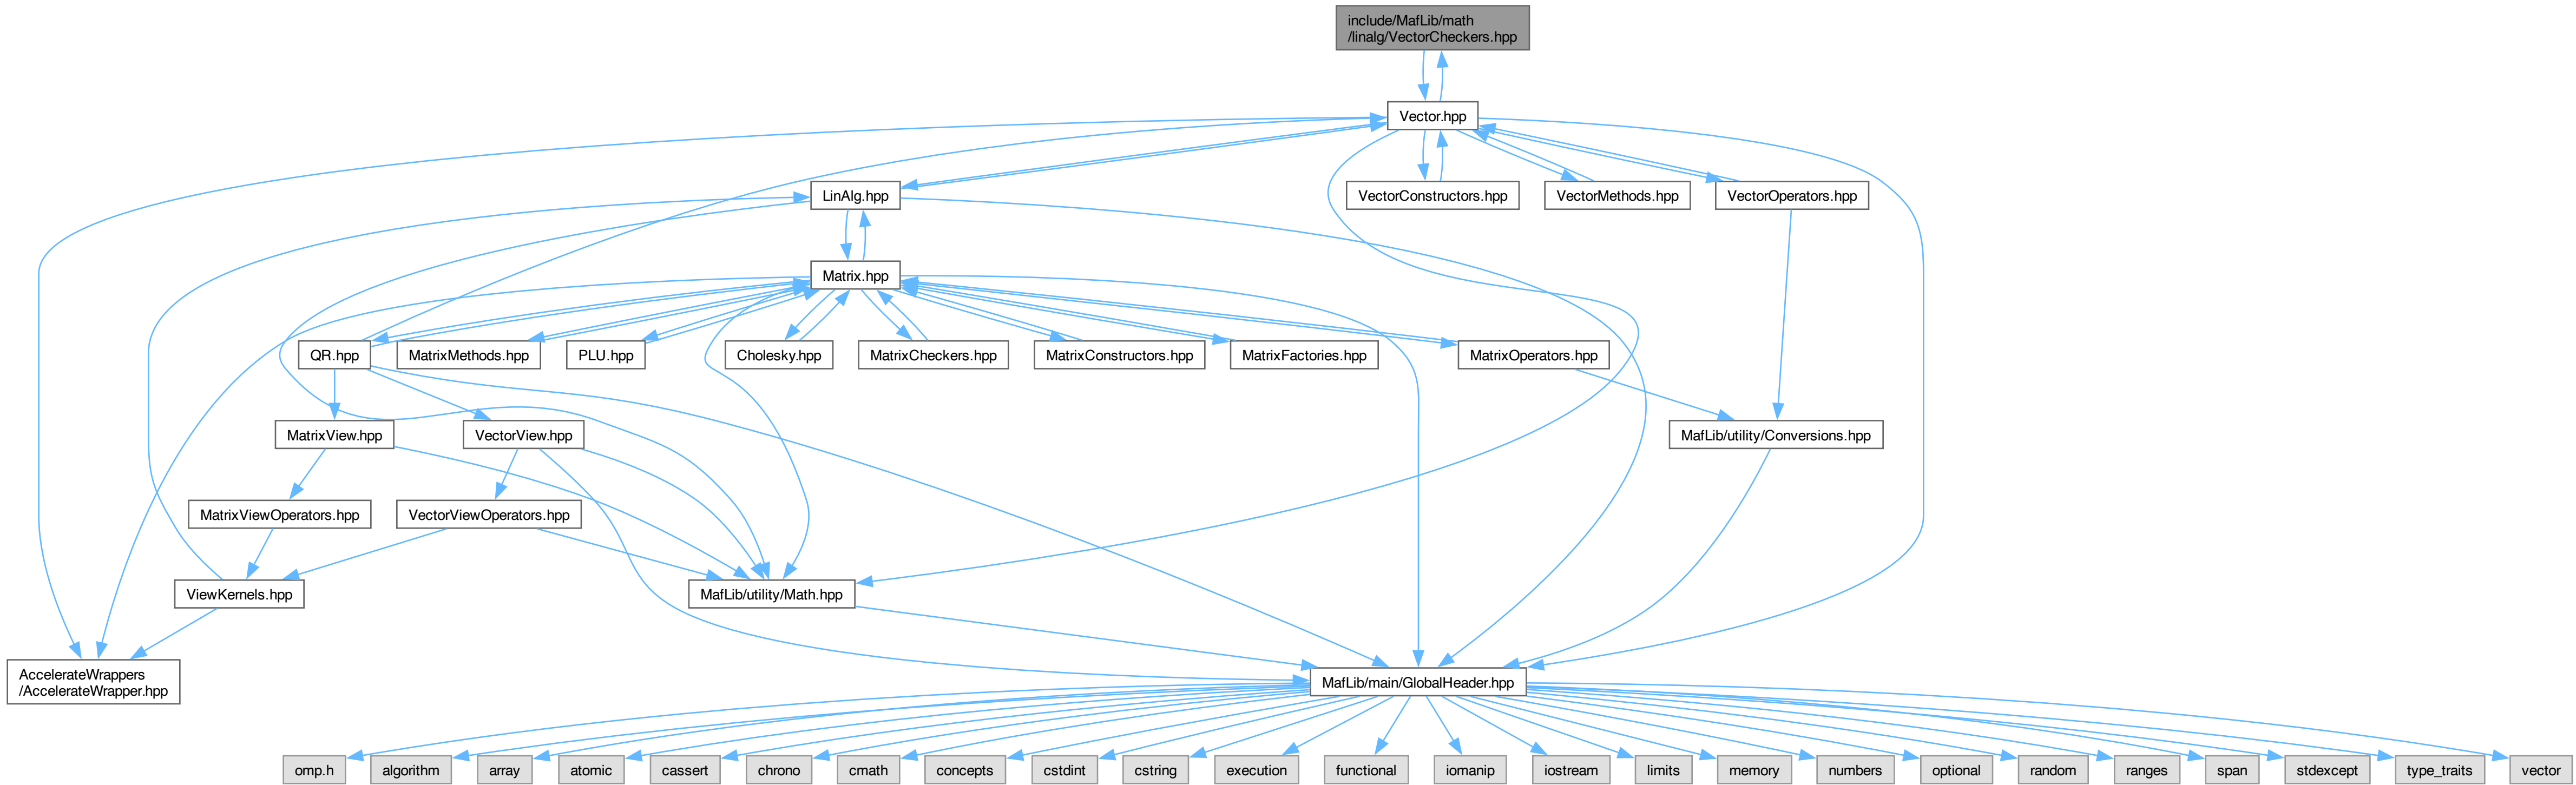 include/MafLib/math
/linalg/VectorCheckers.hpp
Vector.hpp
LinAlg.hpp
VectorConstructors.hpp
VectorMethods.hpp
VectorOperators.hpp
Matrix.hpp
QR.hpp
MatrixMethods.hpp
PLU.hpp
Cholesky.hpp
MatrixCheckers.hpp
MatrixConstructors.hpp
MatrixFactories.hpp
MatrixOperators.hpp
MatrixView.hpp
VectorView.hpp
MafLib/utility/Conversions.hpp
MatrixViewOperators.hpp
VectorViewOperators.hpp
ViewKernels.hpp
MafLib/utility/Math.hpp
AccelerateWrappers
/AccelerateWrapper.hpp
MafLib/main/GlobalHeader.hpp
omp.h
algorithm
array
atomic
cassert
chrono
cmath
concepts
cstdint
cstring
execution
functional
iomanip
iostream
limits
memory
numbers
optional
random
ranges
span
stdexcept
type_traits
vector